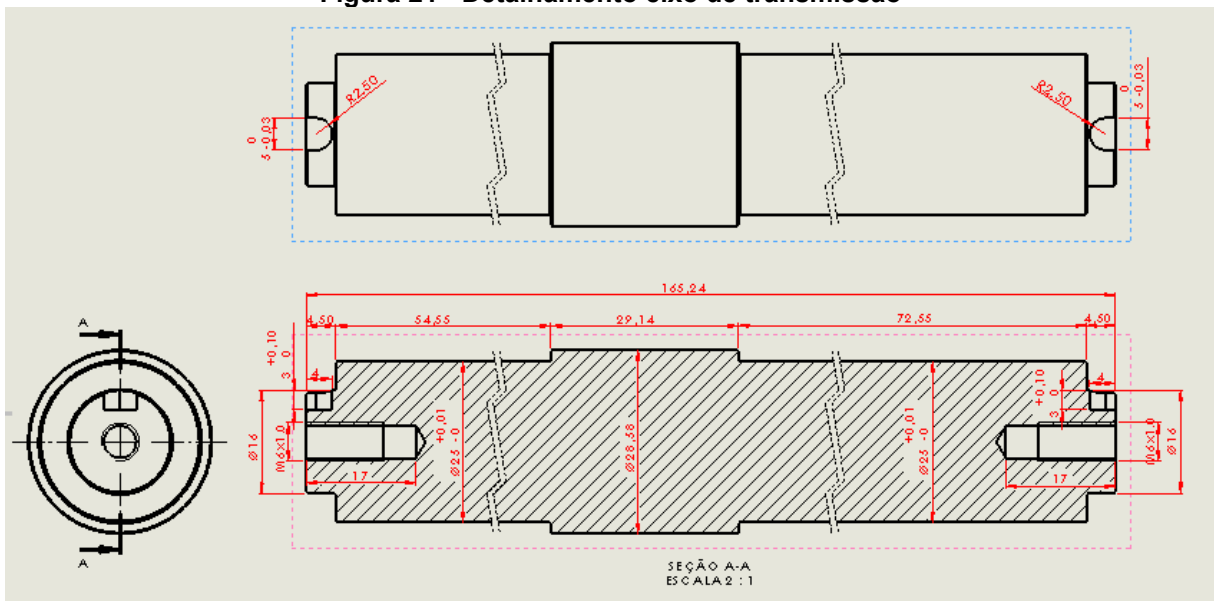 Figura 21 - Detalhamento eixo de transmissão
R2,50
0
5 -0,03
R2,50
0
5 -0,03
165,24
4,50
54,55
29,14
72,55
4,50
A
A
+0,10
3 0
4
Ø16
M6x1,0
17
+0,01
Ø25 -0
Ø28,58
+0,01
Ø25 -0
+0,10
3 0
4
17
M6x1,0
Ø16
SEÇÃO A-A
ESCALA 2 : 1